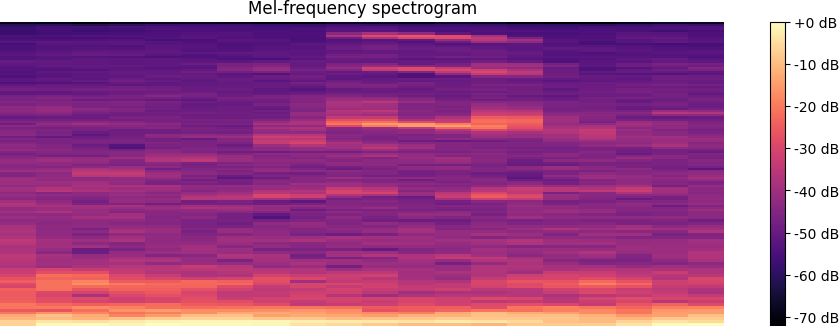 Mel-frequency spectrogram
+0 dB
-10 dB
-20 dB
-30 dB
-40 dB
-50 dB
-60 dB
-70 dB